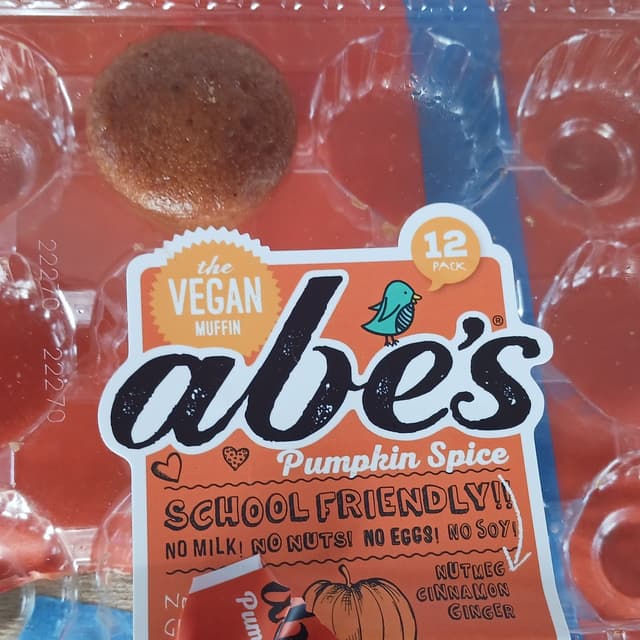 12
PACK
the
VEGAN
MUFFIN
abe's®
Pumpkin Spice
SCHOOL FRIENDLY!!
NO MILK! NO NUTS! NO EGGS! NO SOY!
NUTMEG
CINNAMON
GINGER
22270 22270